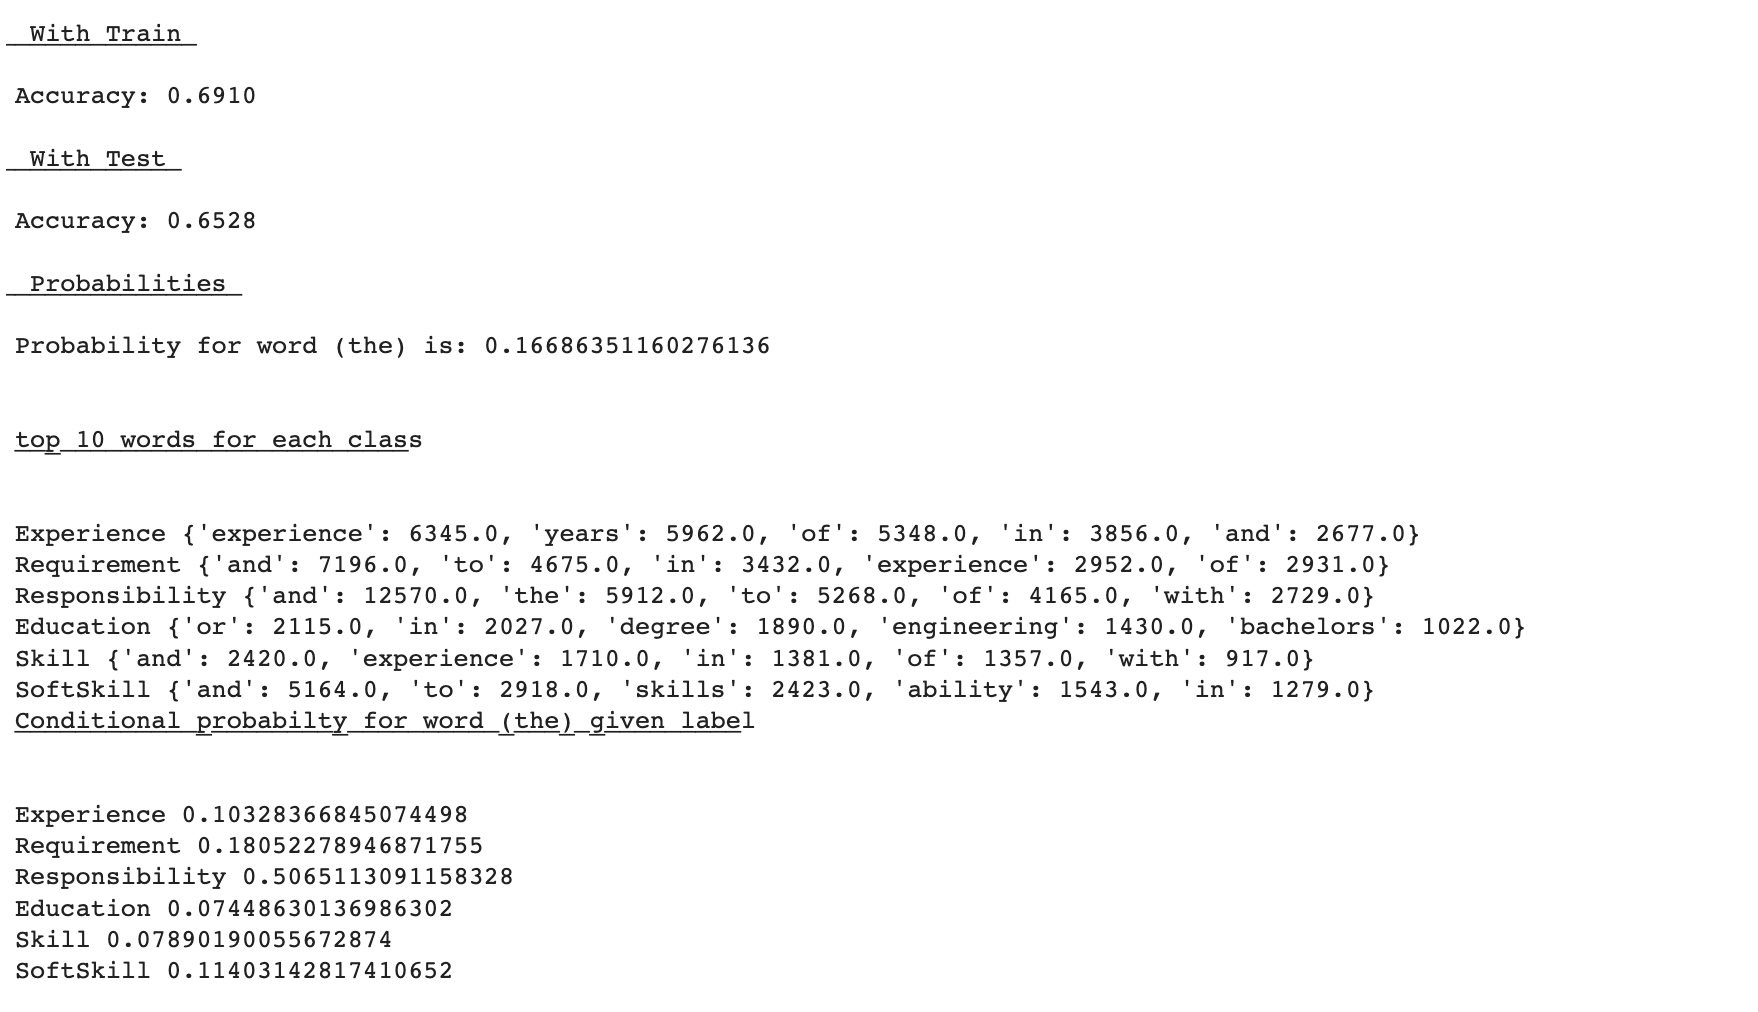 With Train
Accuracy: 0.6910
With Test
Accuracy: 0.6528
Probabilities
Probability for word (the) is: 0.16686351160276136
top 10 words for each class
Experience {'experience': 6345.0, 'years': 5962.0, 'of': 5348.0, 'in': 3856.0, 'and': 2677.0}
Requirement {'and': 7196.0, 'to': 4675.0, 'in': 3432.0, 'experience': 2952.0, 'of': 2931.0}
Responsibility {'and': 12570.0, 'the': 5912.0, 'to': 5268.0, 'of': 4165.0, 'with': 2729.0}
Education {'or': 2115.0, 'in': 2027.0, 'degree': 1890.0, 'engineering': 1430.0, 'bachelors': 1022.0}
Skill {'and': 2420.0, 'experience': 1710.0, 'in': 1381.0, 'of': 1357.0, 'with': 917.0}
SoftSkill {'and': 5164.0, 'to': 2918.0, 'skills': 2423.0, 'ability': 1543.0, 'in': 1279.0}
Conditional probabilty for word (the) given label
Experience 0.10328366845074498
Requirement 0.18052278946871755
Responsibility 0.5065113091158328
Education 0.07448630136986302
Skill 0.07890190055672874
SoftSkill 0.11403142817410652